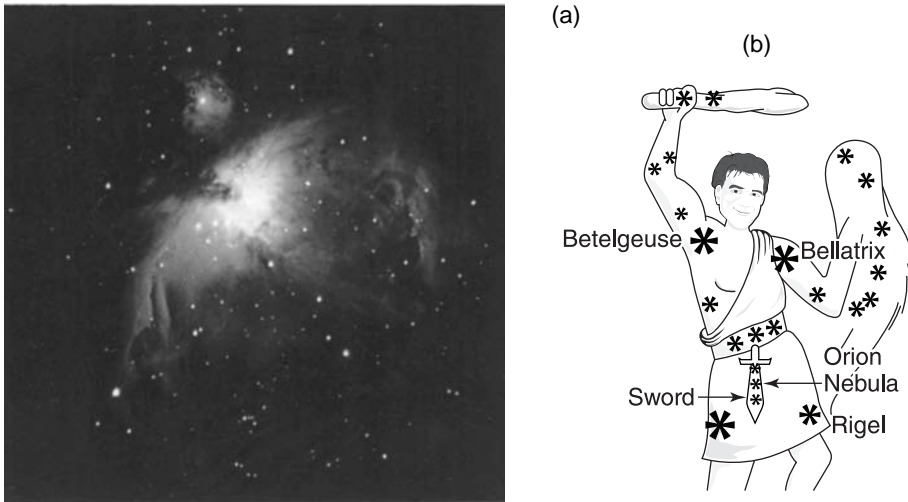 (a)
(b)
Betelgeuse
Bellatrix
Orion
Nebula
Sword
Rigel